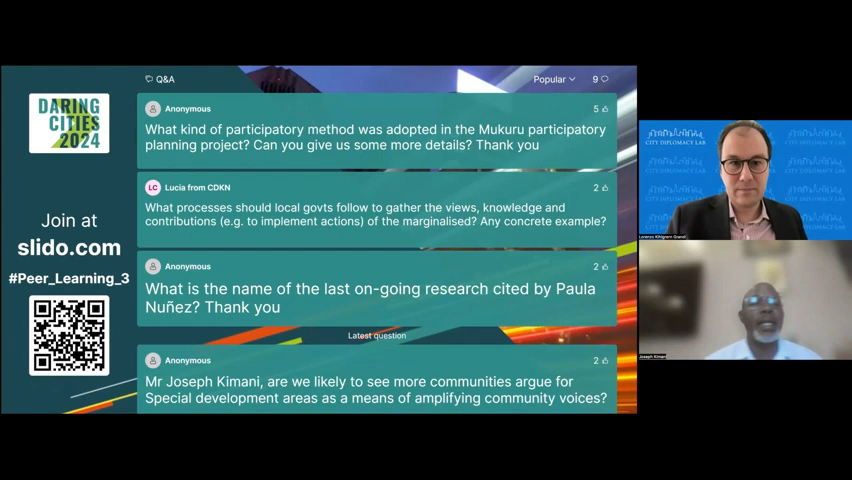 DARING
CITIES
2024
Join at
slido.com
#Peer_Learning_3
Q&A
Popular
9
Anonymous
5
What kind of participatory method was adopted in the Mukuru participatory
planning project? Can you give us some more details? Thank you
LC
Lucia from CDKN
2
What processes should local govts follow to gather the views, knowledge and
contributions (e.g. to implement actions) of the marginalised? Any concrete example?
Anonymous
2
What is the name of the last on-going research cited by Paula
Nuñez? Thank you
Latest question
Anonymous
2
Mr Joseph Kimani, are we likely to see more communities argue for
Special development areas as a means of amplifying community voices?
CITY DIPLOMACY LAB
Lorenzo Kihlgren Grandi
Joseph Kimani